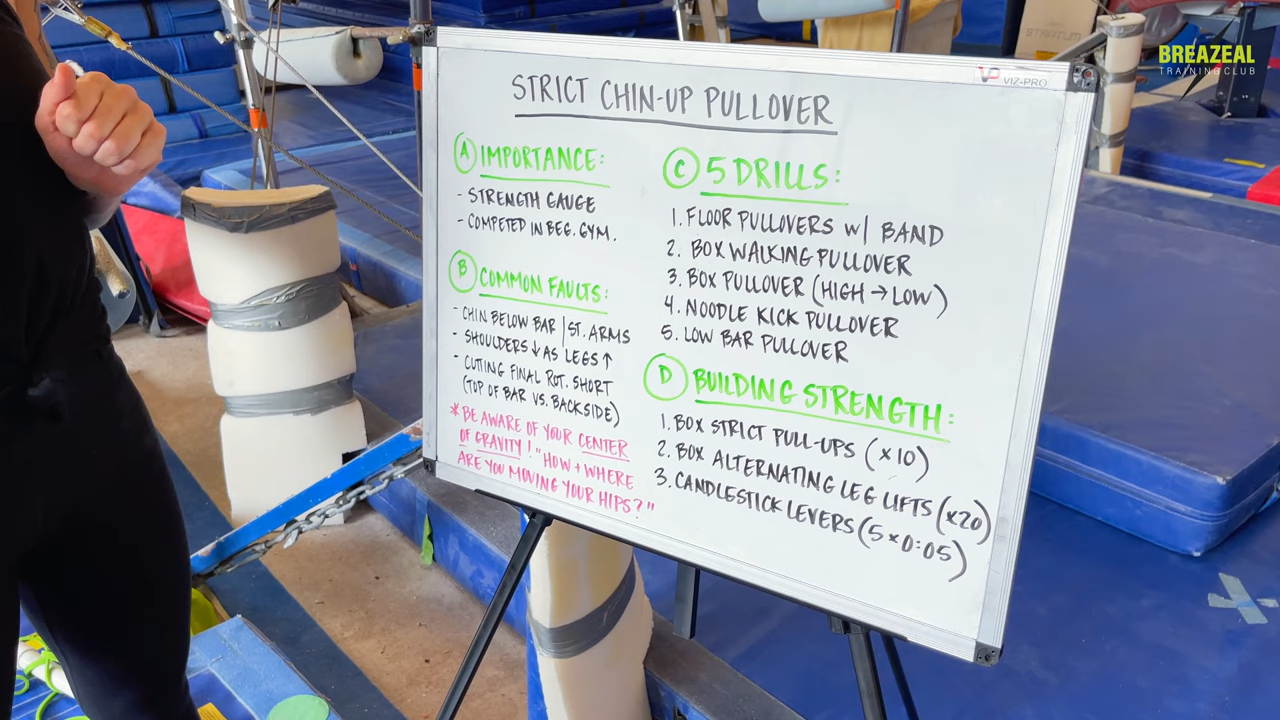 BREAZEAL
TRAINING CLUB
VIZ-PRO
STRICT CHIN-UP PULLOVER
A IMPORTANCE:
- STRENGTH GAUGE
- COMPETED IN BEG. GYM.
B COMMON FAULTS:
- CHIN BELOW BAR / ST. ARMS
- SHOULDERS ↓ AS LEGS ↑
- CUTTING FINAL ROT. SHORT
(TOP OF BAR VS. BACKSIDE)
* BE AWARE OF YOUR CENTER
OF GRAVITY! "HOW + WHERE
ARE YOU MOVING YOUR HIPS?"
C 5 DRILLS:
1. FLOOR PULLOVERS w/ BAND
2. BOX WALKING PULLOVER
3. BOX PULLOVER (HIGH → LOW)
4. NOODLE KICK PULLOVER
5. LOW BAR PULLOVER
D BUILDING STRENGTH:
1. BOX STRICT PULL-UPS (x10)
2. BOX ALTERNATING LEG LIFTS (x20)
3. CANDLESTICK LEVERS (5 x 0:05)